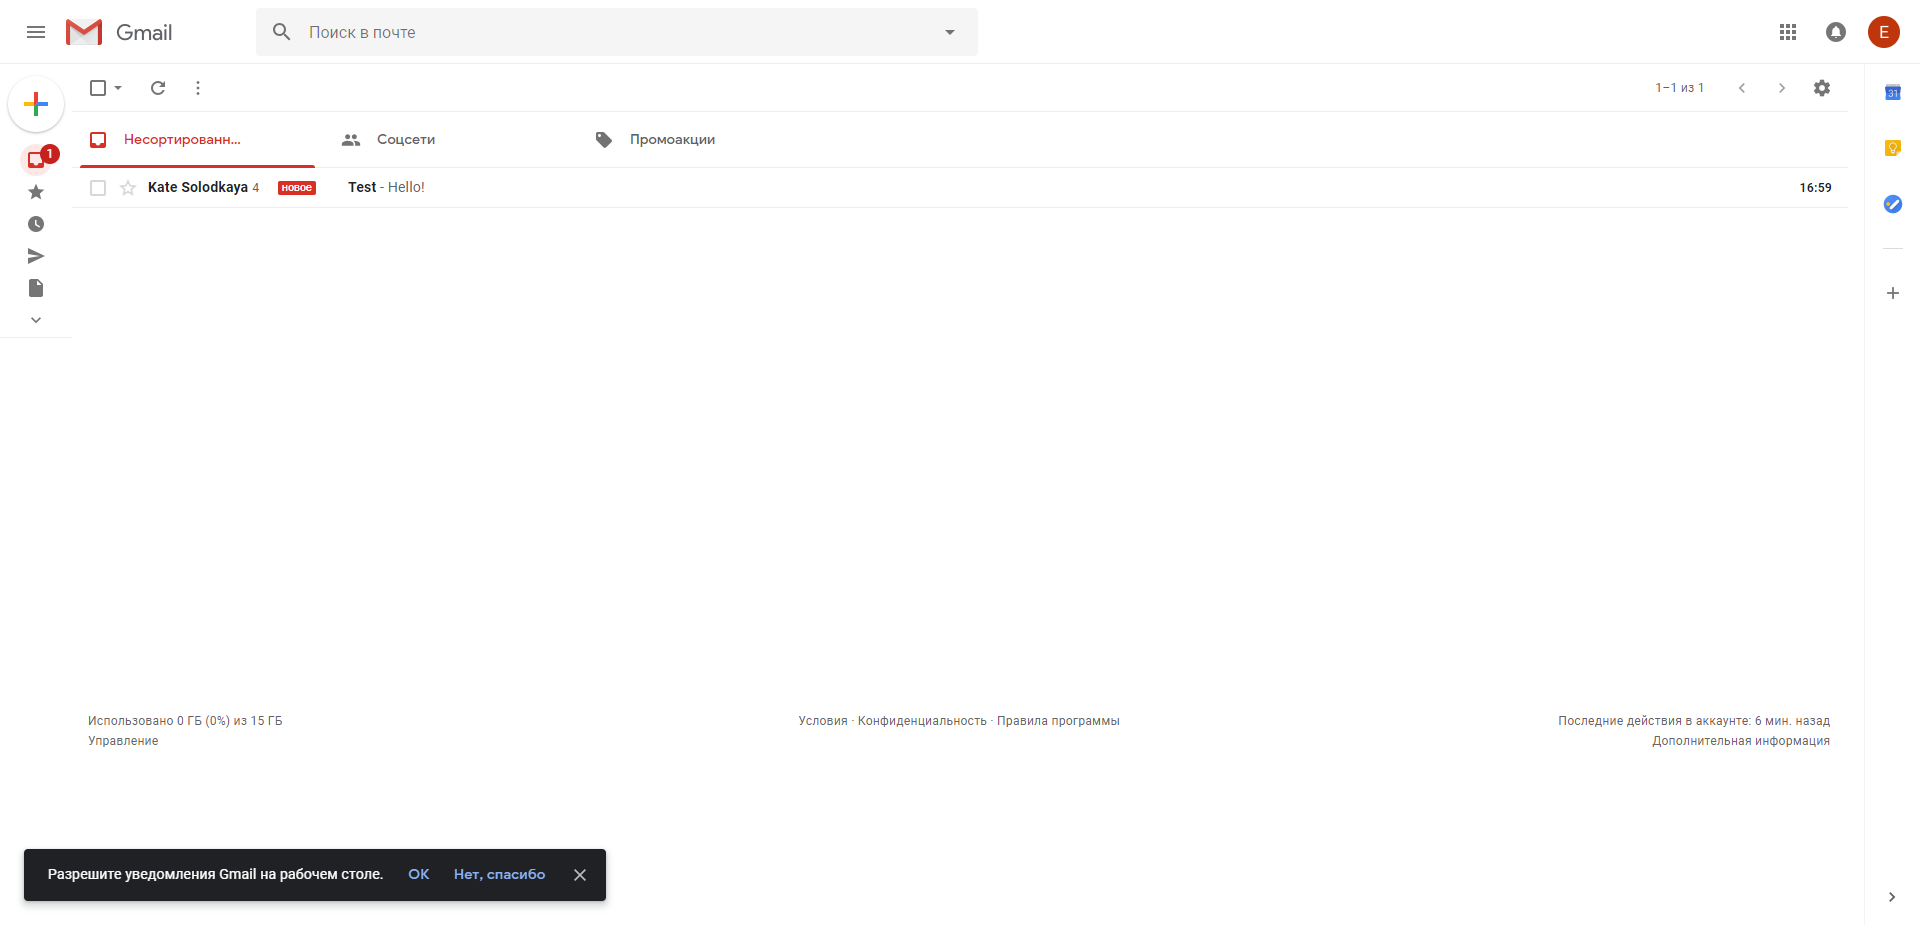 Gmail
Поиск в почте
E
1–1 из 1
31
Несортированн...
Соцсети
Промоакции
1
Kate Solodkaya 4 новое Test - Hello! 16:59
Использовано 0 ГБ (0%) из 15 ГБ
Управление
Условия · Конфиденциальность · Правила программы
Последние действия в аккаунте: 6 мин. назад
Дополнительная информация
Разрешите уведомления Gmail на рабочем столе. ОК Нет, спасибо